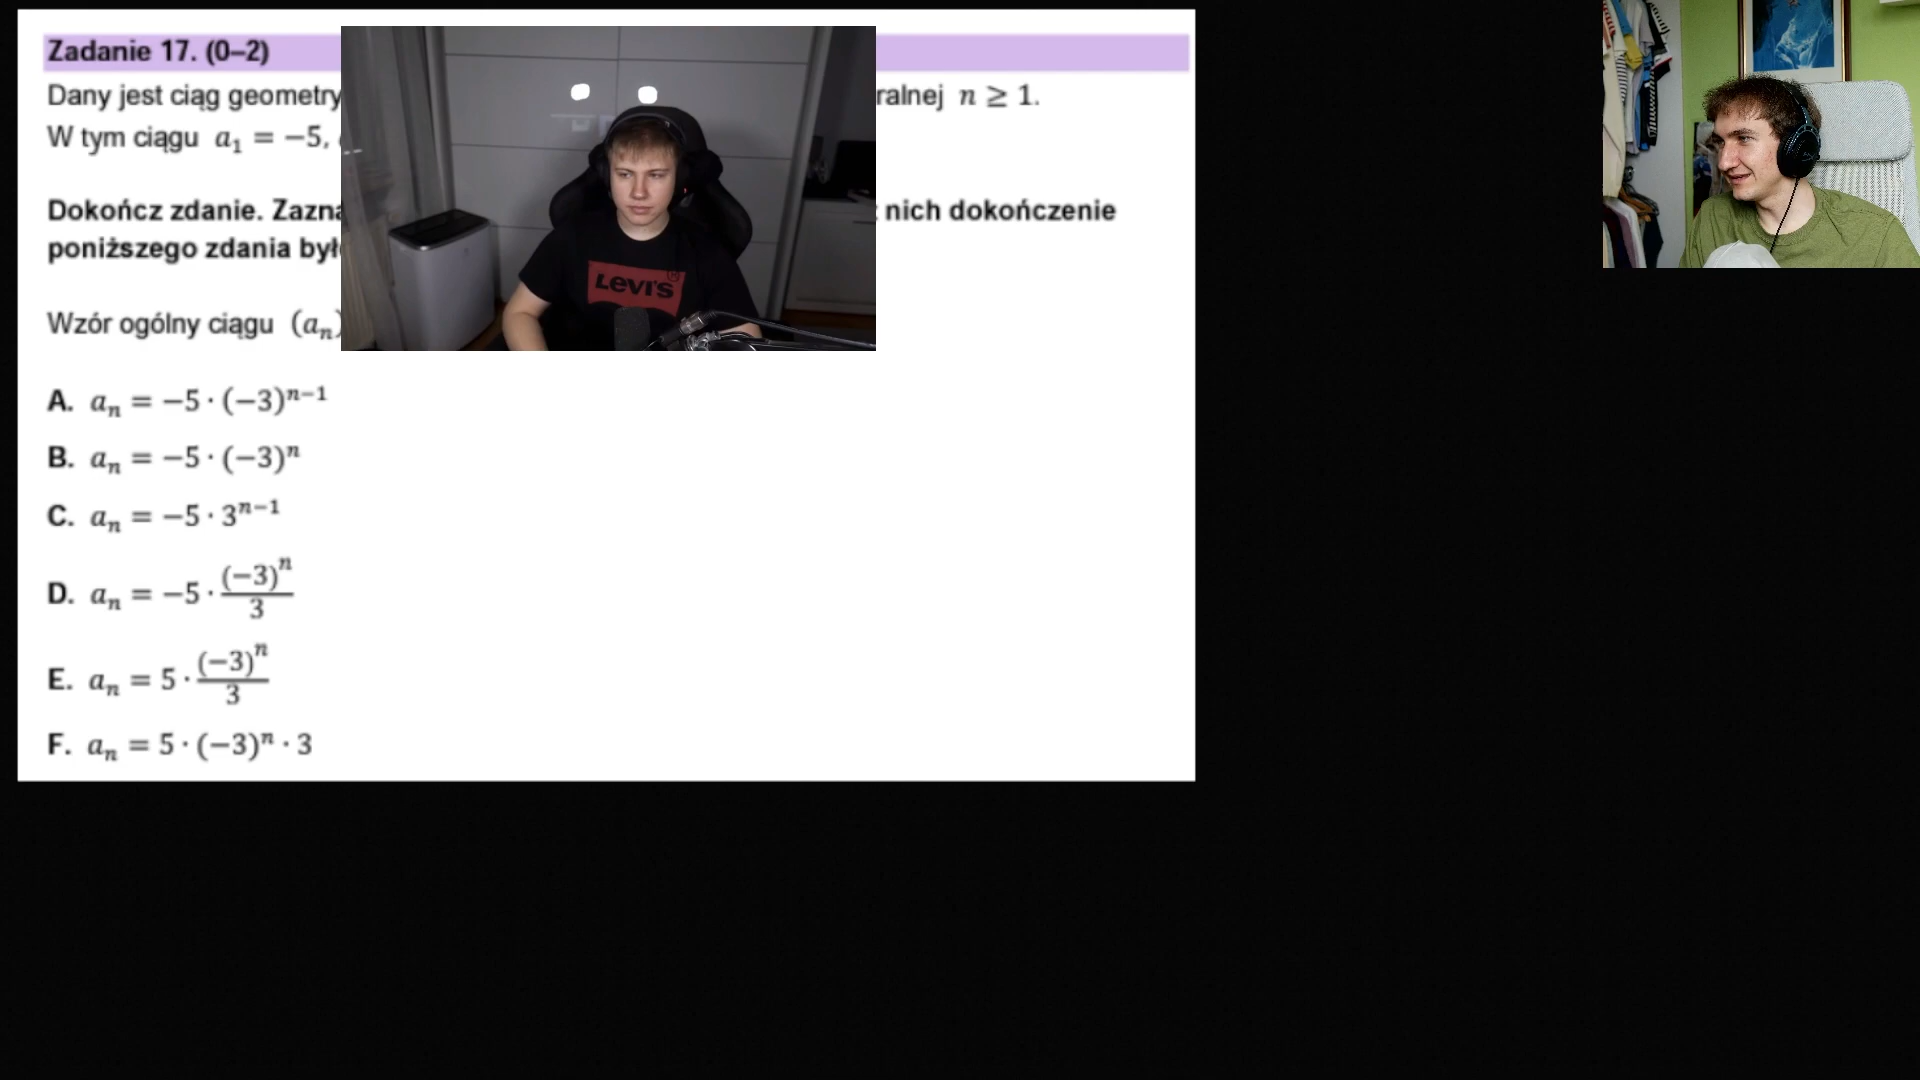 Zadanie 17. (0–2)
Dany jest ciąg geometry ralnej n ≥ 1.
W tym ciągu a₁ = −5,
Dokończ zdanie. Zazna nich dokończenie
poniższego zdania był
Wzór ogólny ciągu (aₙ)
A. aₙ = −5 · (−3)ⁿ⁻¹
B. aₙ = −5 · (−3)ⁿ
C. aₙ = −5 · 3ⁿ⁻¹
D. aₙ = −5 · (−3)ⁿ/3
E. aₙ = 5 · (−3)ⁿ/3
F. aₙ = 5 · (−3)ⁿ · 3
LEVI'S